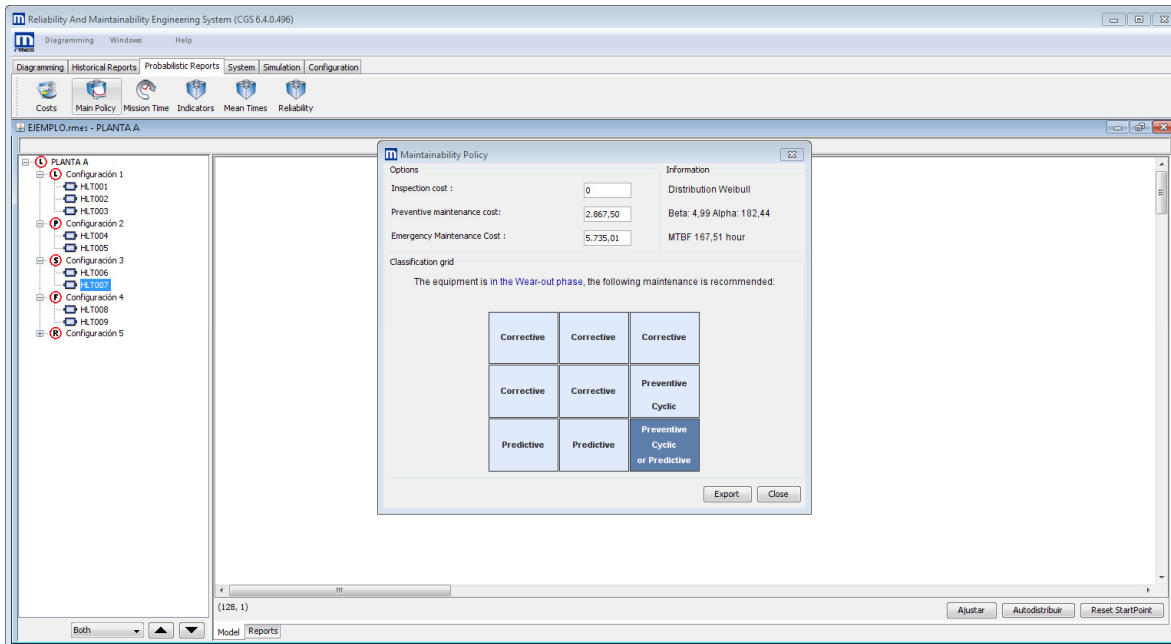 Reliability And Maintainability Engineering System (CGS 6.4.0.496)
Diagramming Windows Help
rmes
Diagramming Historical Reports Probabilistic Reports System Simulation Configuration
Costs Main Policy Mission Time Indicators Mean Times Reliability
EJEMPLO.rmes - PLANTA A
PLANTA A
L
Configuración 1
L
HLT001
HLT002
HLT003
Configuración 2
P
HLT004
HLT005
Configuración 3
S
HLT006
HLT007
Configuración 4
F
HLT008
HLT009
Configuración 5
R
Maintainability Policy
Options
Inspection cost : 0
Preventive maintenance cost: 2.867,50
Emergency Maintenance Cost : 5.735,01
Information
Distribution Weibull
Beta: 4,99 Alpha: 182,44
MTBF 167,51 hour
Classification grid
The equipment is in the Wear-out phase, the following maintenance is recommended:
Corrective Corrective Corrective
Corrective Corrective Preventive
Cyclic
Predictive Predictive Preventive
Cyclic
or Predictive
Export Close
(128, 1)
Ajustar Autodistribuir Reset StartPoint
Both
Model Reports